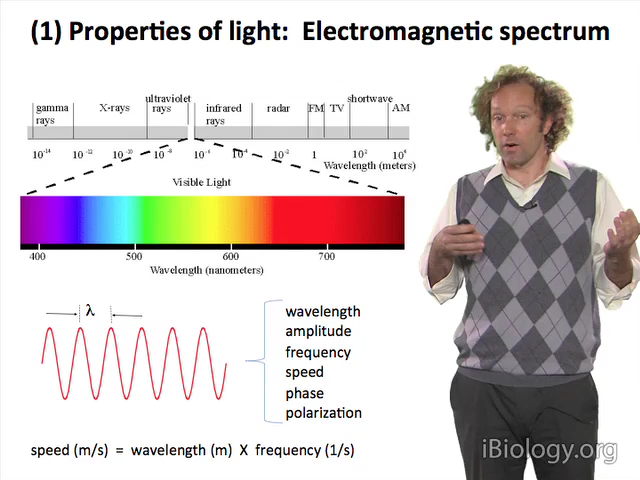 (1) Properties of light:  Electromagnetic spectrum
gamma rays
X-rays
ultraviolet rays
infrared rays
radar
FM
TV
shortwave
AM
10⁻¹⁴ 10⁻¹² 10⁻¹⁰ 10⁻⁸ 10⁻⁶ 10⁻⁴ 10⁻² 1 10² 10⁴
Wavelength (meters)
Visible Light
400 500 600 700
Wavelength (nanometers)
λ
wavelength
amplitude
frequency
speed
phase
polarization
speed (m/s)  =  wavelength (m)  X  frequency (1/s)
iBiology.org